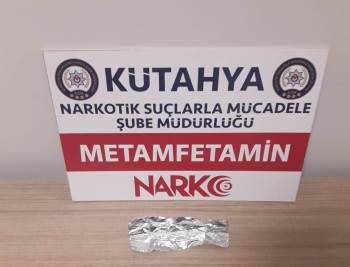 KÜTAHYA
NARKOTİK SUÇLARLA MÜCADELE
ŞUBE MÜDÜRLÜĞÜ
METAMFETAMİN
NARKO